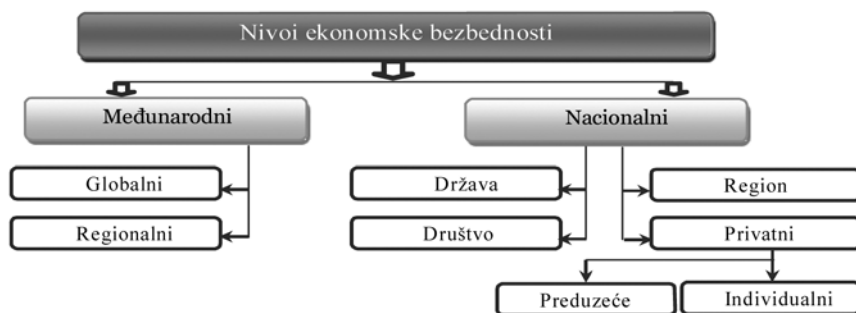 Nivoi ekonomske bezbednosti
Međunarodni
Nacionalni
Globalni
Država
Region
Regionalni
Društvo
Privatni
Preduzeće
Individualni